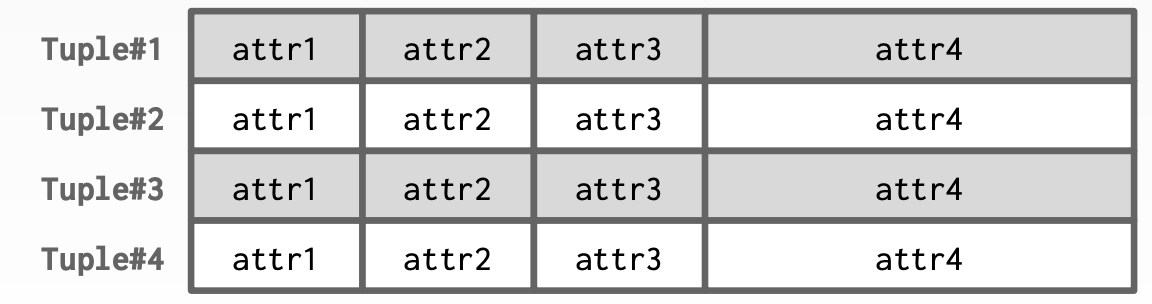 Tuple#1 attr1 attr2 attr3 attr4
Tuple#2 attr1 attr2 attr3 attr4
Tuple#3 attr1 attr2 attr3 attr4
Tuple#4 attr1 attr2 attr3 attr4